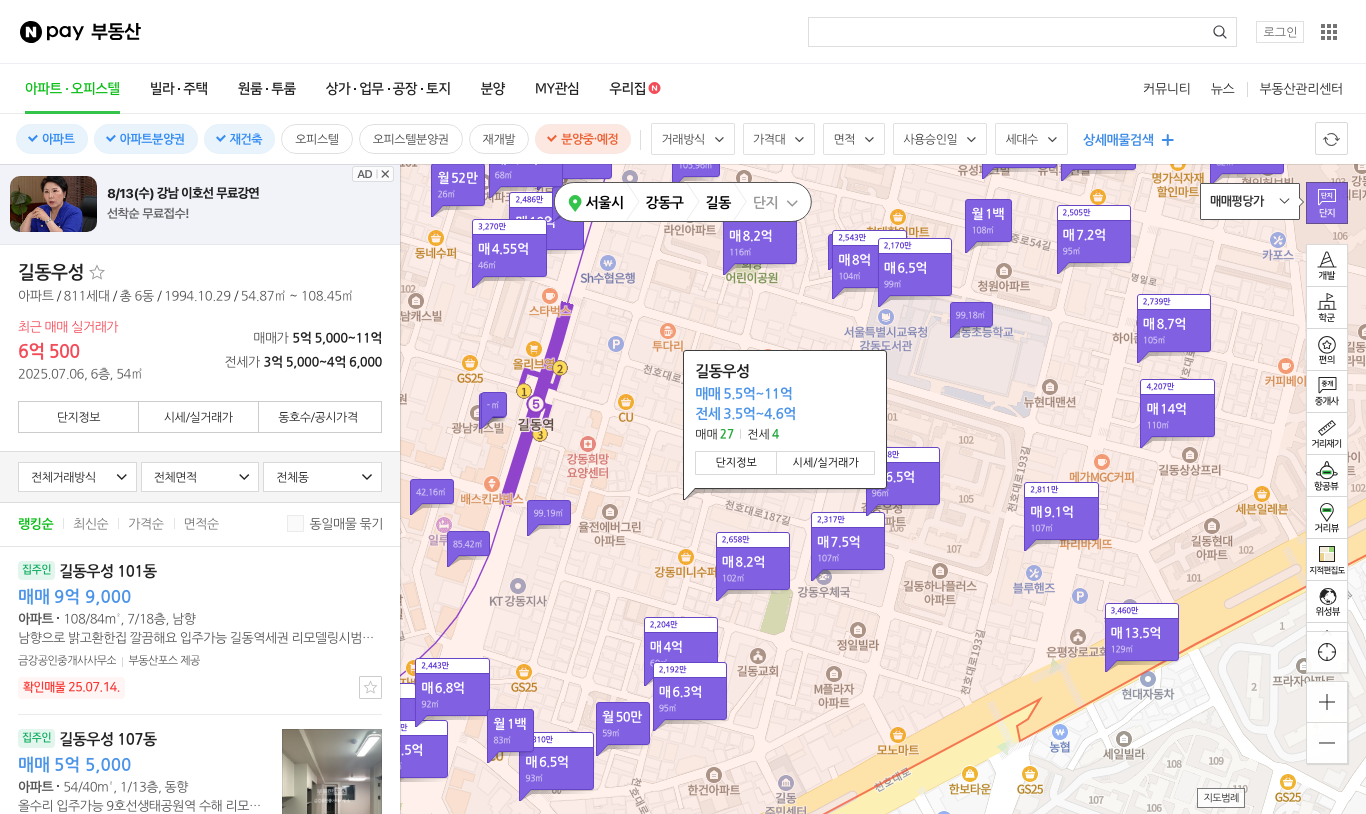 N pay 부동산
로그인
아파트 · 오피스텔
빌라 · 주택
원룸 · 투룸
상가 · 업무 · 공장 · 토지
분양
MY관심
우리집 N
커뮤니티
뉴스
부동산관리센터
아파트
아파트분양권
재건축
오피스텔
오피스텔분양권
재개발
분양중·예정
거래방식
가격대
면적
사용승인일
세대수
상세매물검색
8/13(수) 강남 이호선 무료강연
선착순 무료접수!
AD
길동우성
아파트 / 811세대 / 총 6동 / 1994.10.29 / 54.87㎡ ~ 108.45㎡
최근 매매 실거래가
6억 500
2025.07.06, 6층, 54㎡
매매가 5억 5,000~11억
전세가 3억 5,000~4억 6,000
단지정보
시세/실거래가
동호수/공시가격
전체거래방식
전체면적
전체동
랭킹순
최신순
가격순
면적순
동일매물 묶기
집주인 길동우성 101동
매매 9억 9,000
아파트 · 108/84m², 7/18층, 남향
남향으로 밝고환한집 깔끔해요 입주가능 길동역세권 리모델링시범…
금강공인중개사사무소
부동산포스 제공
확인매물 25.07.14.
집주인 길동우성 107동
매매 5억 5,000
아파트 · 54/40m², 1/13층, 동향
올수리 입주가능 9호선생태공원역 수해 리모…
서울시
강동구
길동
단지
매매평당가
단지
단지
개발
학군
편의
중개
중개사
거리재기
항공뷰
거리뷰
지적편집도
위성뷰
지도범례
길동우성
매매 5.5억~11억
전세 3.5억~4.6억
매매 27
전세 4
단지정보
시세/실거래가
월 52만
26㎡
68㎡
2,486만
3,270만
매 4.55억
46㎡
105.96㎡
매 8.2억
116㎡
2,543만
매 8억
104㎡
2,170만
매 6.5억
99㎡
월 1백
108㎡
2,505만
매 7.2억
95㎡
99.18㎡
2,739만
매 8.7억
105㎡
4,207만
매 14억
110㎡
- ㎡
42.16㎡
99.19㎡
85.42㎡
6.5억
96㎡
2,317만
매 7.5억
107㎡
2,658만
매 8.2억
102㎡
2,811만
매 9.1억
107㎡
3,460만
매 13.5억
129㎡
2,204만
매 4억
2,192만
매 6.3억
95㎡
2,443만
매 6.8억
92㎡
월 1백
83㎡
월 50만
59㎡
매 6.5억
93㎡
.5억
동네수퍼
Sh수협은행
스타벅스
투다리
GS25
길동역
5
1
2
3
CU
강동희망
요양센터
라인아파트
어린이공원
서울특별시교육청
강동도서관
길동초등학교
청원아파트
유성파크빌라
명가식자재
할인마트
카포스
명일로
106
102
102
101
107
106
105
뉴현대맨션
메가MGC커피
길동상상프리
세븐일레븐
파리바게뜨
길동현대
아파트
블루핸즈
은평장로교회
현대자동차
농협
세일빌라
천호대로187길
천호대로193길
천호대로193길
율전에버그린
아파트
KT 강동지사
강동미니수퍼
강동우체국
길동하나플러스
아파트
정일빌라
길동교회
M플라자
아파트
GS25
모노마트
천호대로
한보타운
GS25
GS25
한건아파트
길동
주민센터
102
101
1
2
108
109
107
106
110